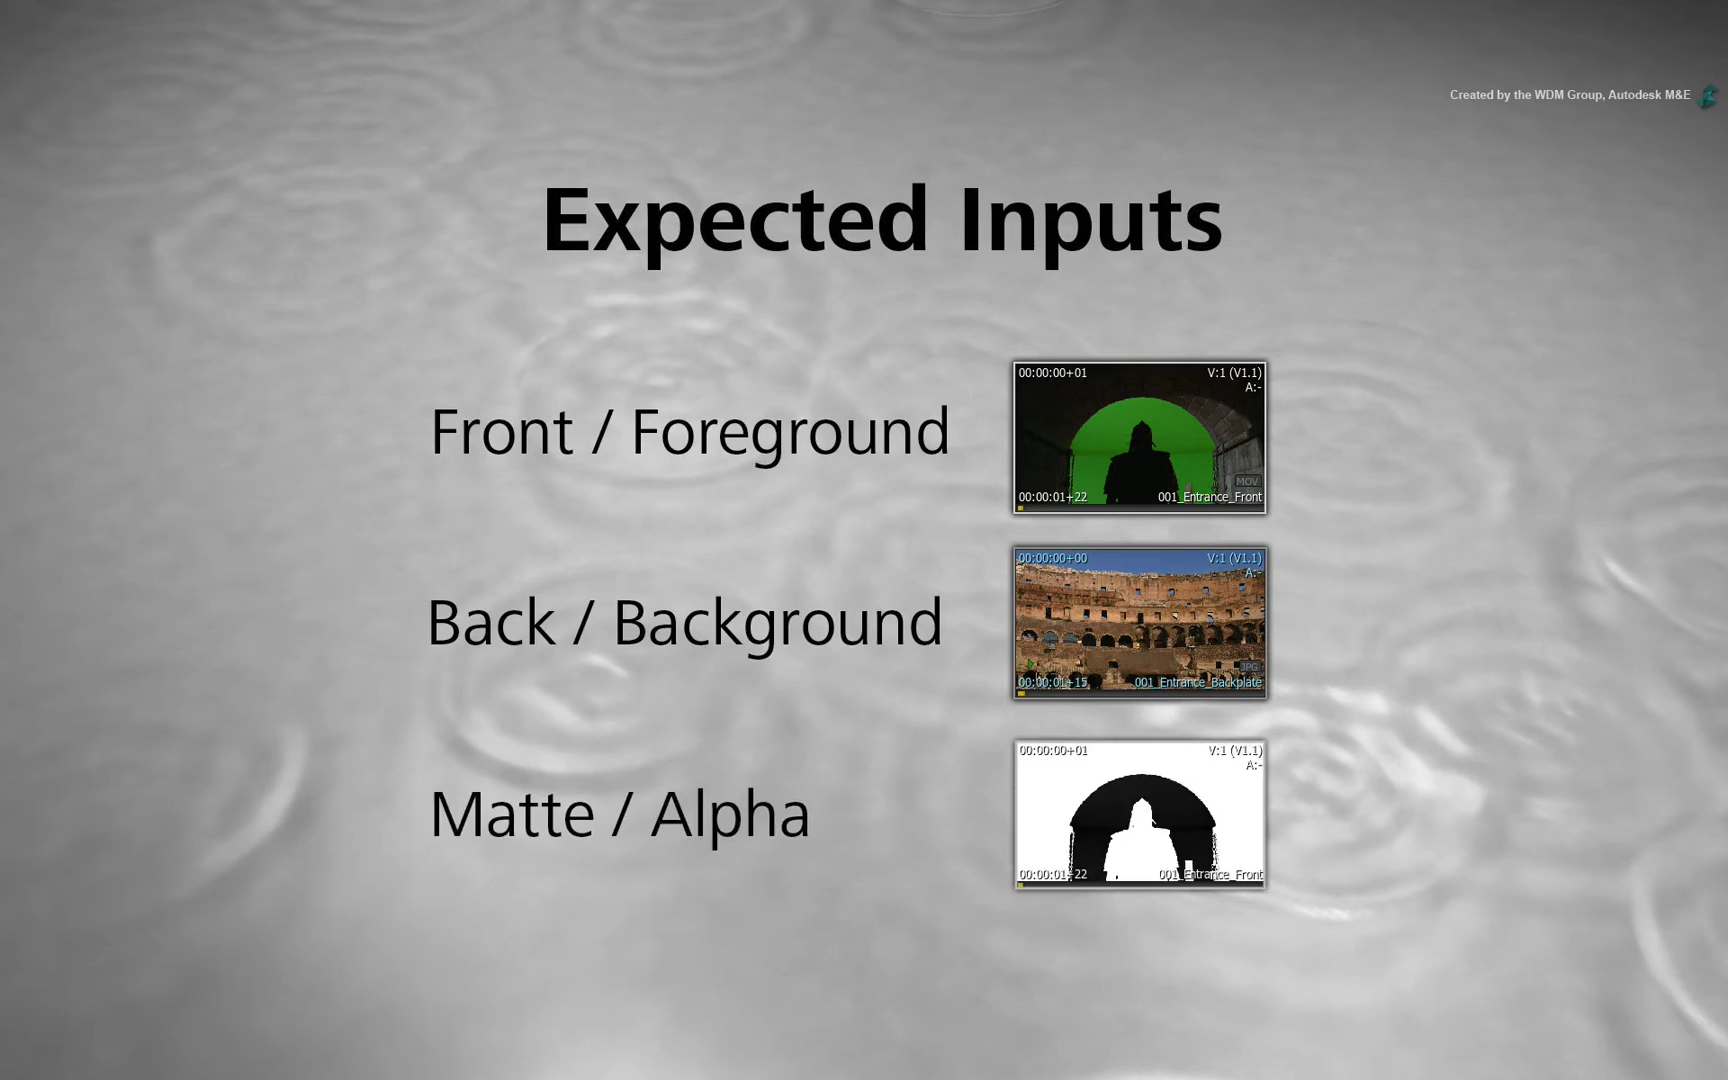 Created by the WDM Group, Autodesk M&E
Expected Inputs
Front / Foreground
00:00:00+01 V:1 (V1.1)
A:-
MOV
00:00:01+22 001_Entrance_Front
Back / Background
00:00:00+00 V:1 (V1.1)
A:-
JPG
00:00:01+15 001_Entrance_Backplate
Matte / Alpha
00:00:00+01 V:1 (V1.1)
A:-
00:00:01+22 001_Entrance_Front